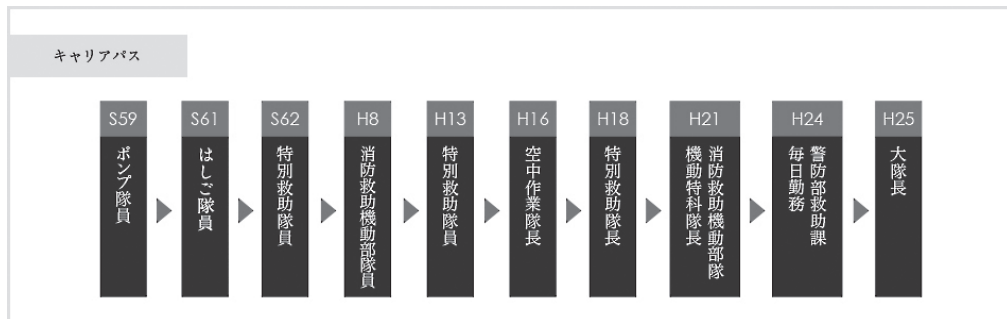 キャリアパス
S59
ポンプ隊員
S61
はしご隊員
S62
特別救助隊員
H8
消防救助機動部隊員
H13
特別救助隊員
H16
空中作業隊長
H18
特別救助隊長
H21
消防救助機動部隊
機動特科隊長
H24
警防部救助課
毎日勤務
H25
大隊長